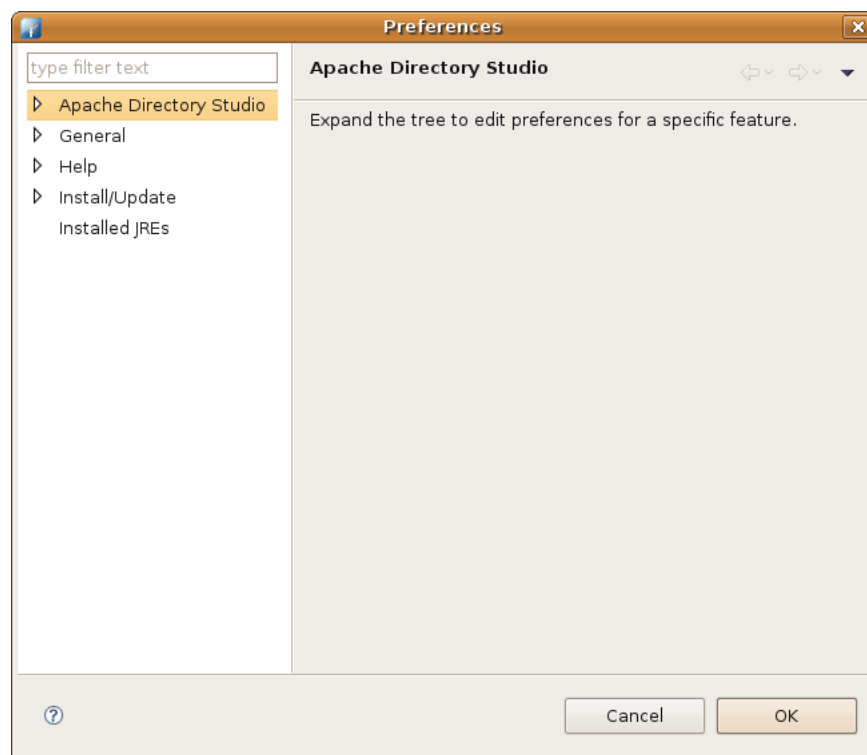 Preferences
type filter text
Apache Directory Studio
General
Help
Install/Update
Installed JREs
Apache Directory Studio
Expand the tree to edit preferences for a specific feature.
Cancel
OK